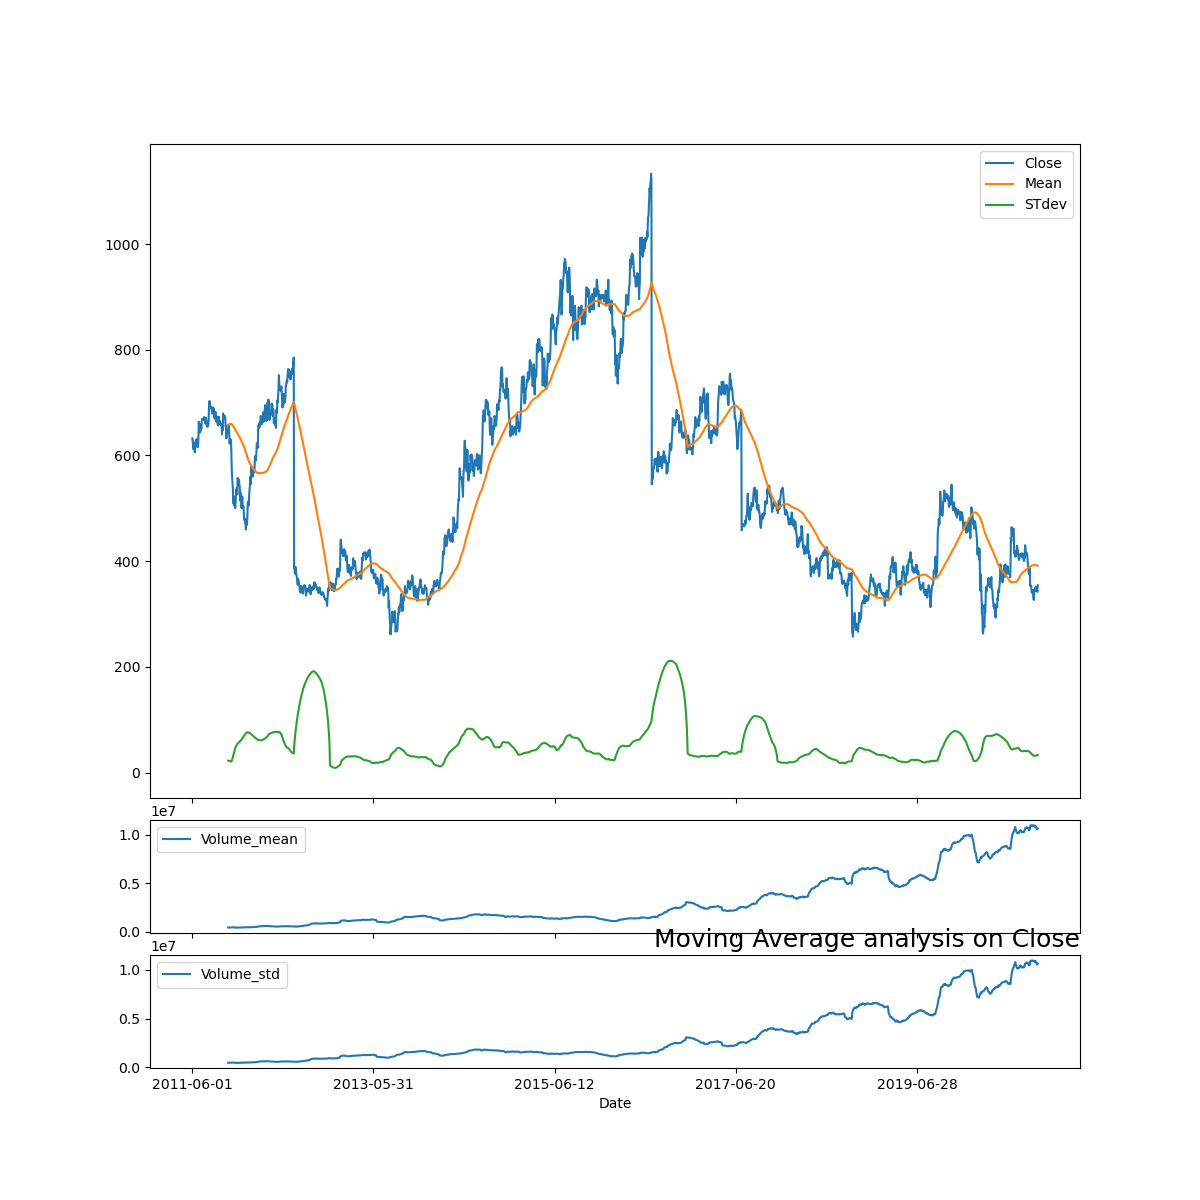 Close
Mean
STdev
1000
800
600
400
200
0
1e7
Volume_mean
1.0
0.5
0.0
Moving Average analysis on Close
1e7
Volume_std
1.0
0.5
0.0
2011-06-01 2013-05-31 2015-06-12 2017-06-20 2019-06-28
Date